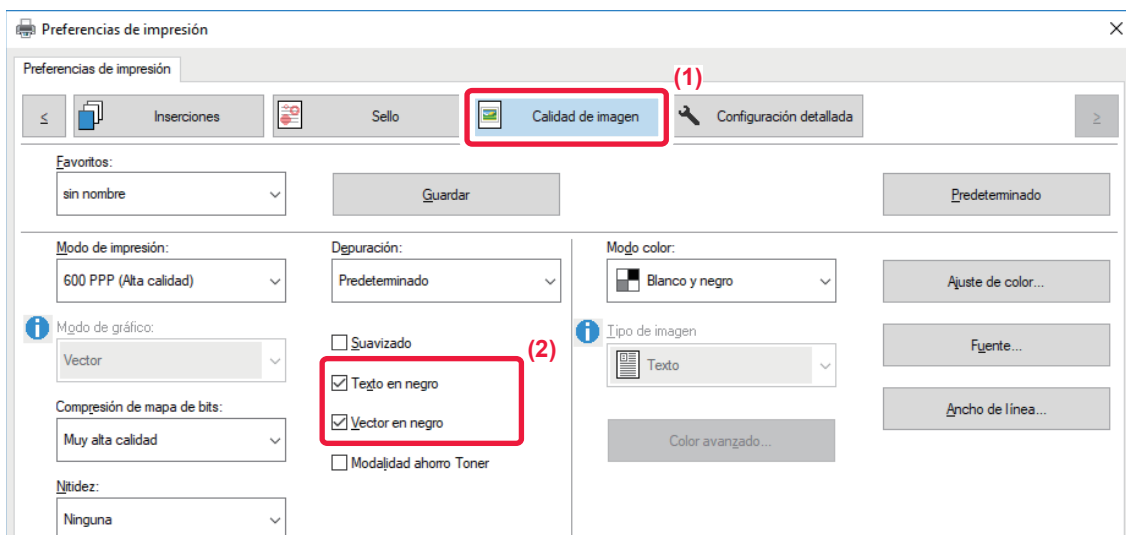 Preferencias de impresión
Preferencias de impresión
(1)
≤ Inserciones Sello Calidad de imagen Configuración detallada ≥
Favoritos:
sin nombre Guardar Predeterminado
Modo de impresión: Depuración: Modo color:
600 PPP (Alta calidad) Predeterminado Blanco y negro Ajuste de color...
Modo de gráfico: Suavizado (2) Tipo de imagen
Vector Texto Fuente...
Texto en negro
Compresión de mapa de bits: Ancho de línea...
Muy alta calidad Vector en negro Color avanzado...
Modalidad ahorro Toner
Nitidez:
Ninguna